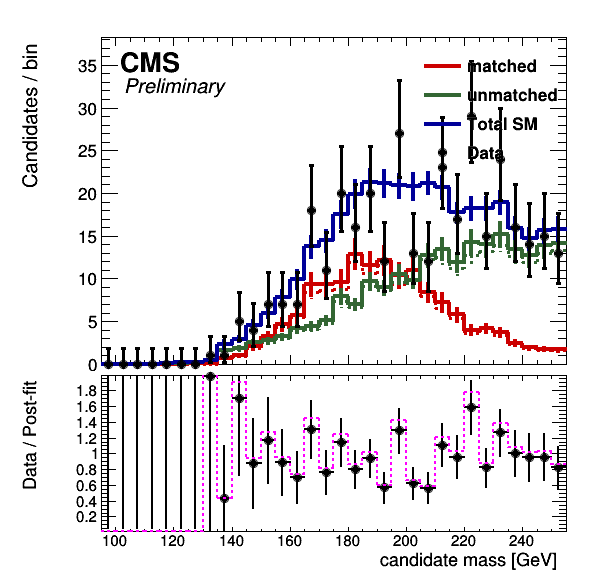 CMS
Preliminary
matched
unmatched
Total SM
Data
Candidates / bin
35
30
25
20
15
10
5
0
Data / Post-fit
1.8
1.6
1.4
1.2
1
0.8
0.6
0.4
0.2
100 120 140 160 180 200 220 240
candidate mass [GeV]